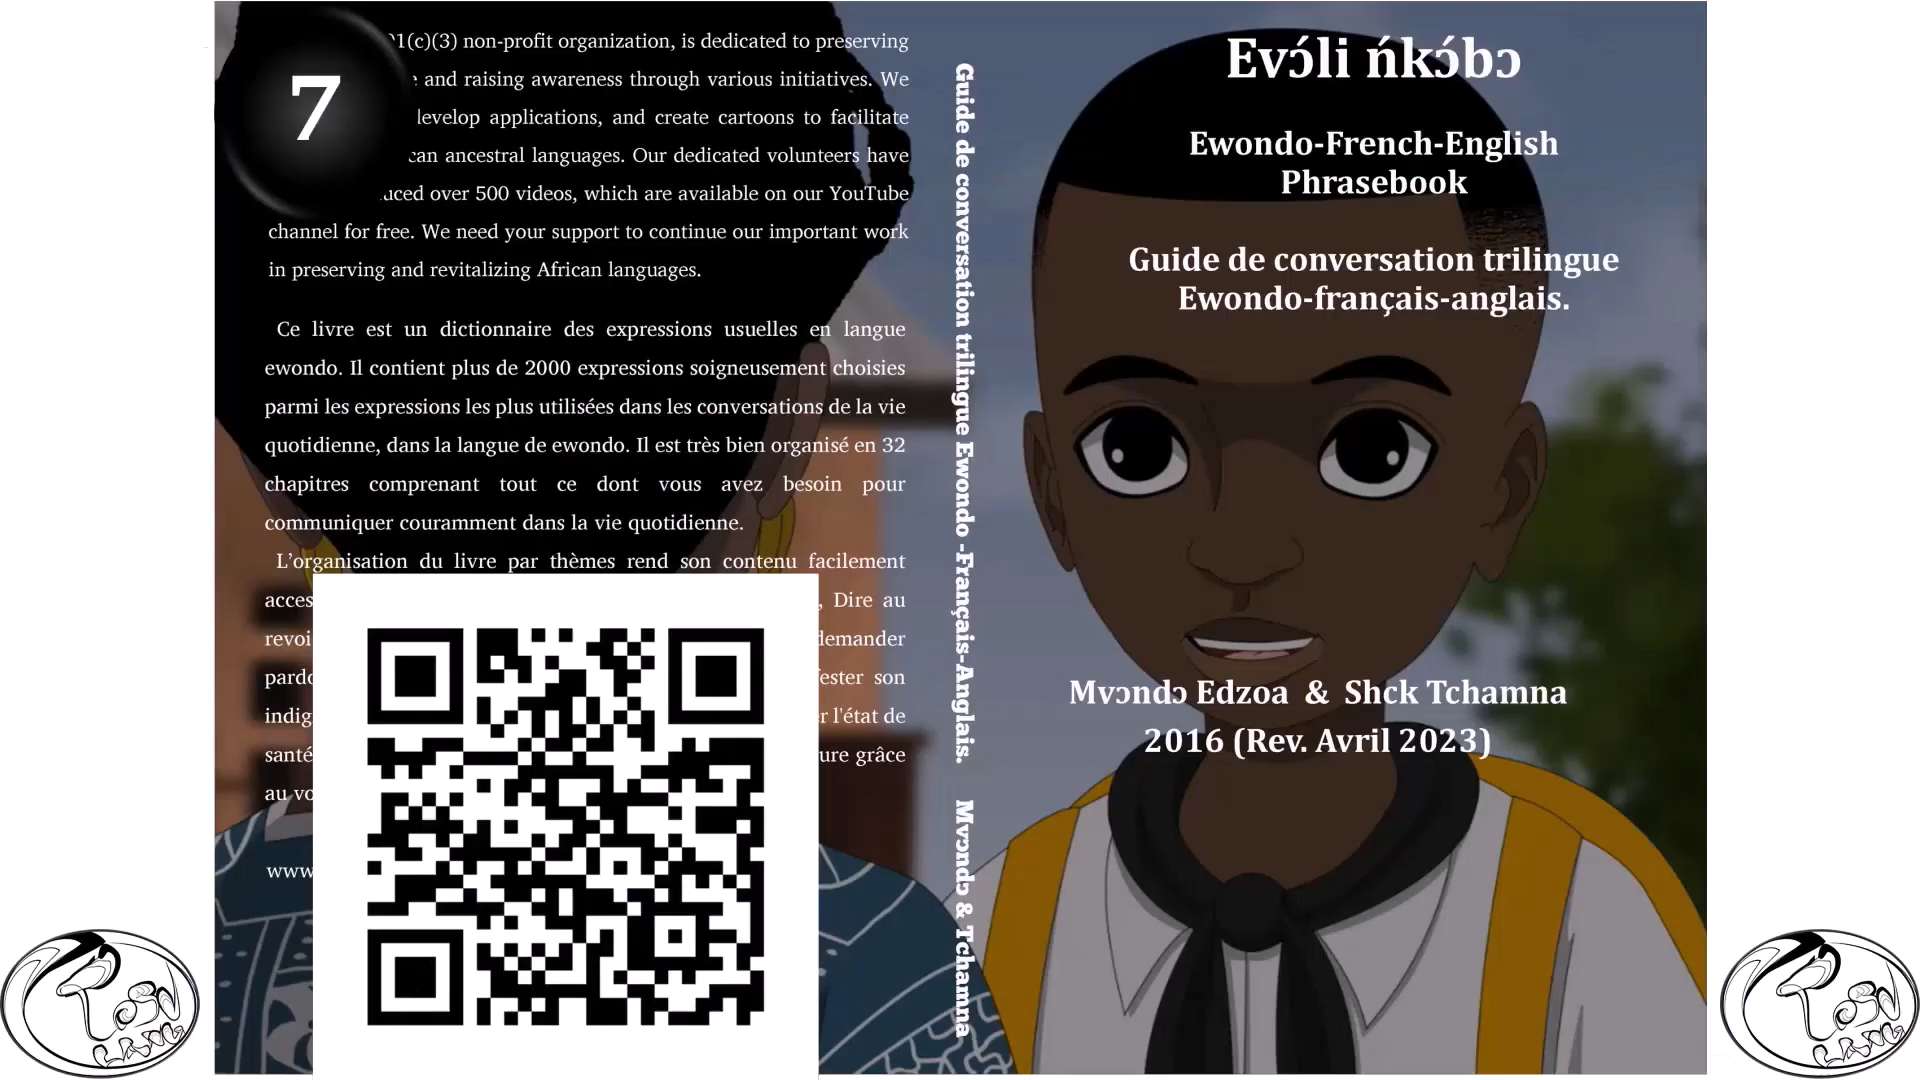 7
1(c)(3) non-profit organization, is dedicated to preserving
and raising awareness through various initiatives. We
develop applications, and create cartoons to facilitate
ancestral languages. Our dedicated volunteers have
over 500 videos, which are available on our YouTube
channel for free. We need your support to continue our important work
in preserving and revitalizing African languages.
Ce livre est un dictionnaire des expressions usuelles en langue
ewondo. Il contient plus de 2000 expressions soigneusement choisies
parmi les expressions les plus utilisées dans les conversations de la vie
quotidienne, dans la langue de ewondo. Il est très bien organisé en 32
chapitres comprenant tout ce dont vous avez besoin pour
communiquer couramment dans la vie quotidienne.
L’organisation du livre par thèmes rend son contenu facilement
, Dire au
demander
son
l'état de
santé
grâce
au
www
Guide de conversation trilingue Ewondo -Français-Anglais. Mvɔndɔ & Tchamna
Evɔ́li ńkɔ́bɔ
Ewondo-French-English
Phrasebook
Guide de conversation trilingue
Ewondo-français-anglais.
Mvɔndɔ Edzoa & Shck Tchamna
2016 (Rev. Avril 2023)